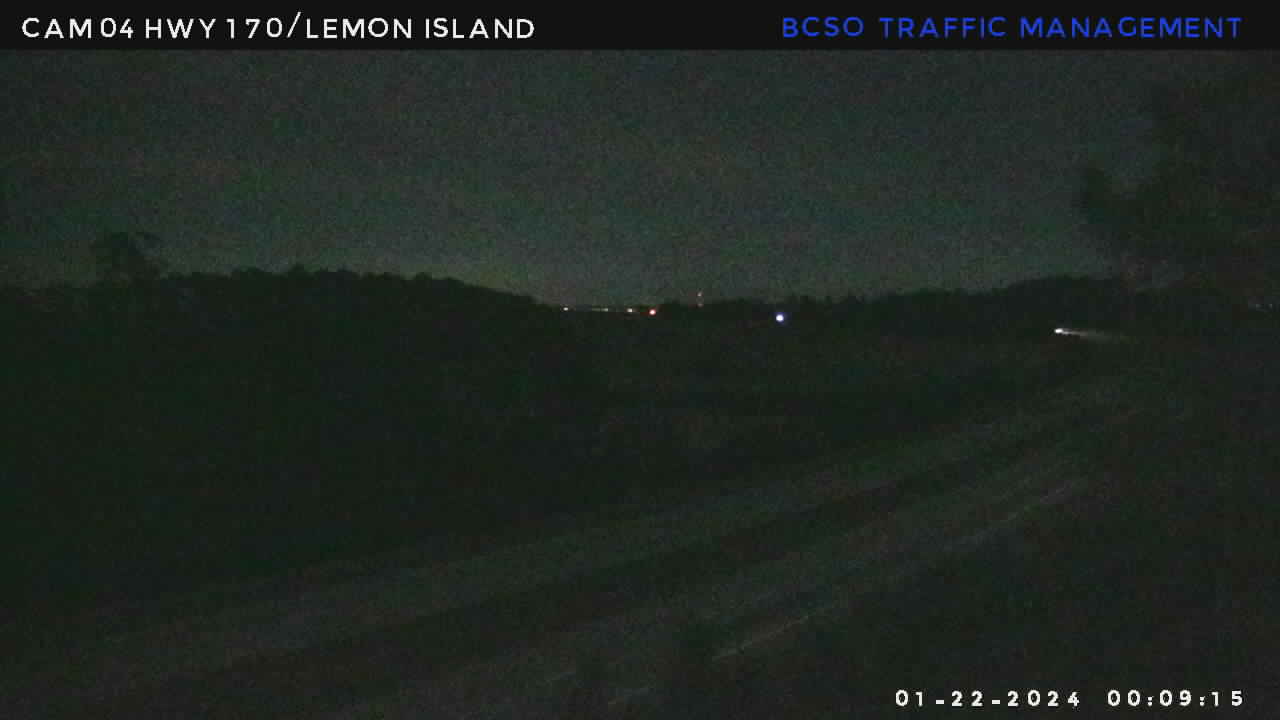 CAM04 HWY 170/LEMON ISLAND
BCSO TRAFFIC MANAGEMENT
01-22-2024 00:09:15